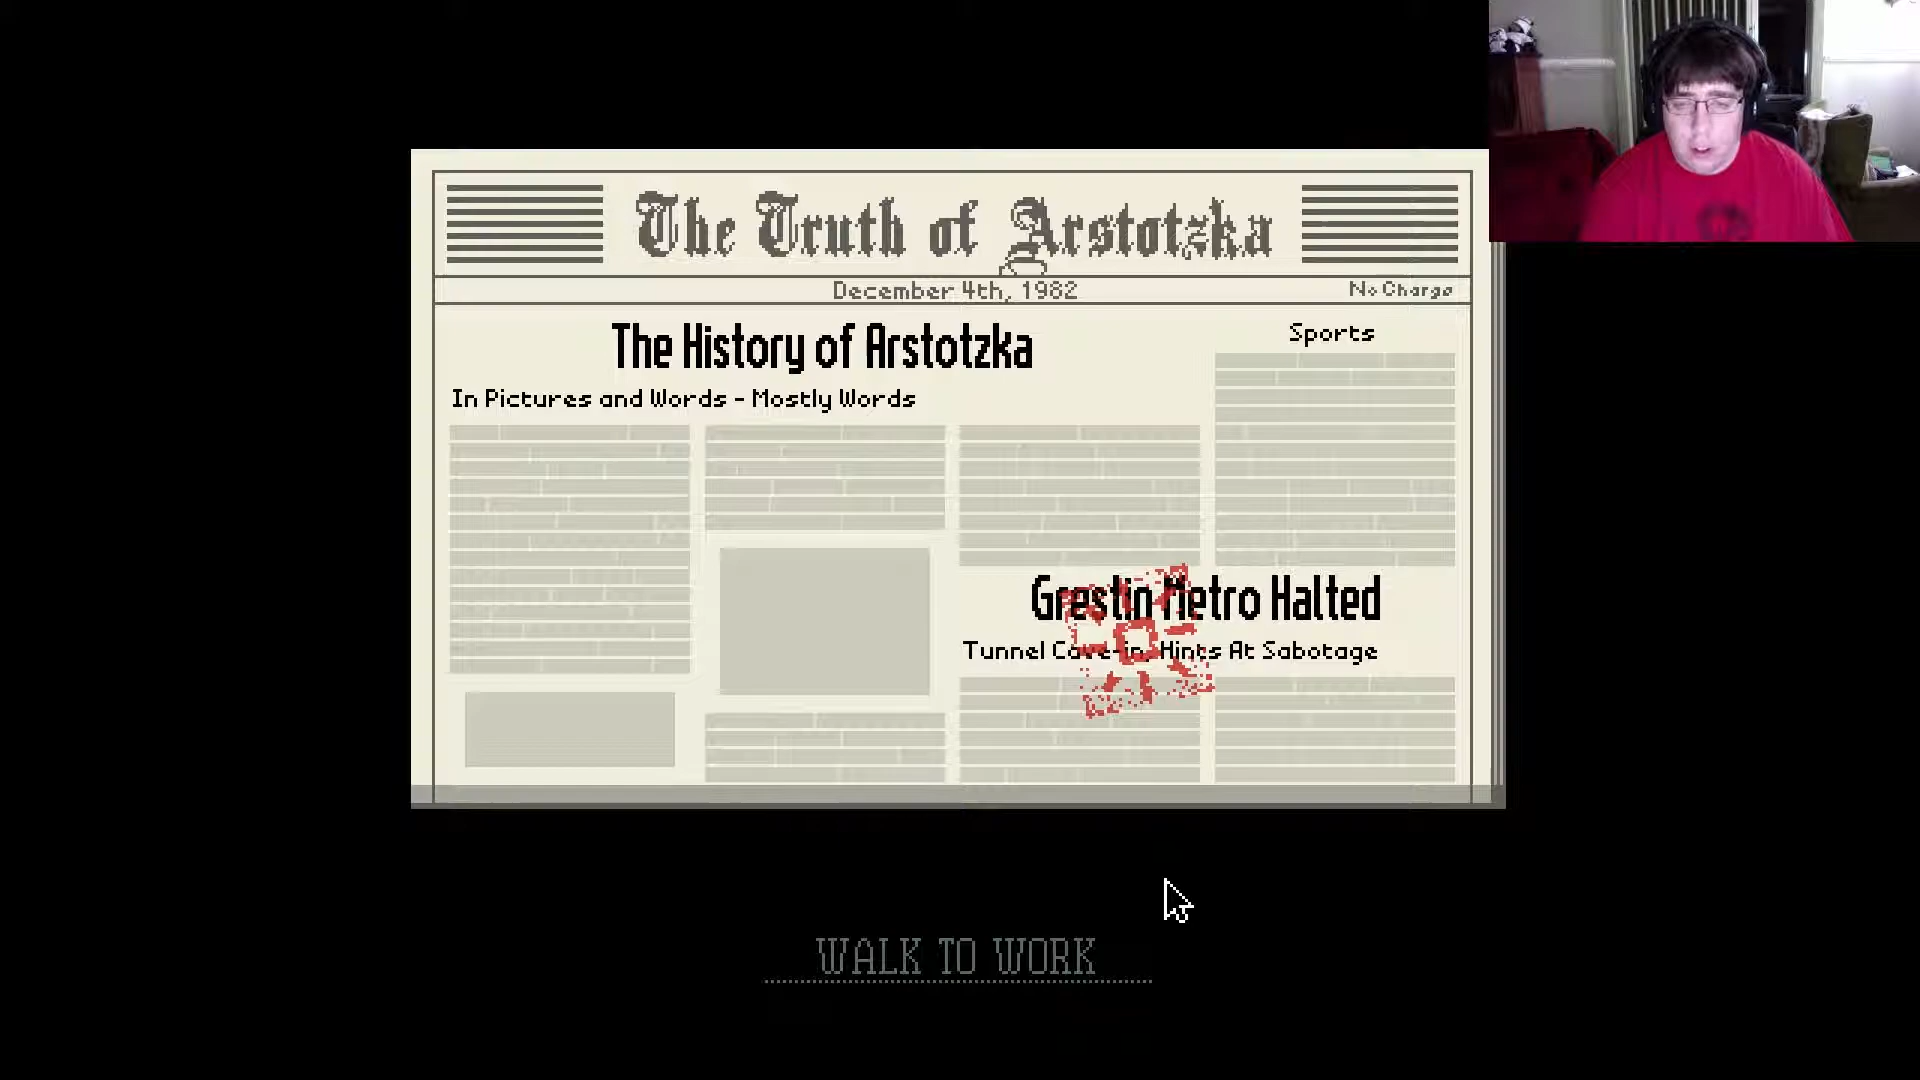 The Truth of Arstotzka
December 4th, 1982
No Charge
The History of Arstotzka
In Pictures and Words - Mostly Words
Sports
Grestin Metro Halted
Tunnel Cave-in, Hints At Sabotage
WALK TO WORK